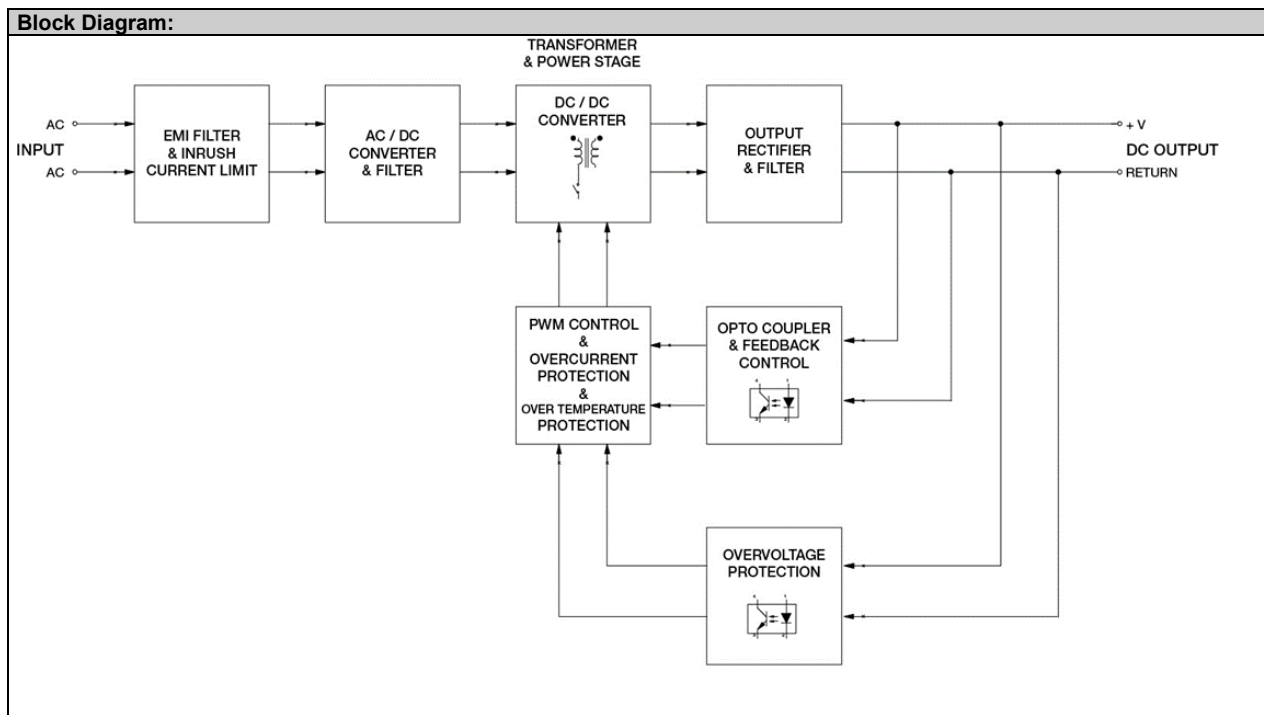 Block Diagram:
TRANSFORMER
& POWER STAGE
AC
INPUT
AC
EMI FILTER
& INRUSH
CURRENT LIMIT
AC / DC
CONVERTER
& FILTER
DC / DC
CONVERTER
OUTPUT
RECTIFIER
& FILTER
+ V
DC OUTPUT
RETURN
PWM CONTROL
&
OVERCURRENT
PROTECTION
&
OVER TEMPERATURE
PROTECTION
OPTO COUPLER
& FEEDBACK
CONTROL
OVERVOLTAGE
PROTECTION